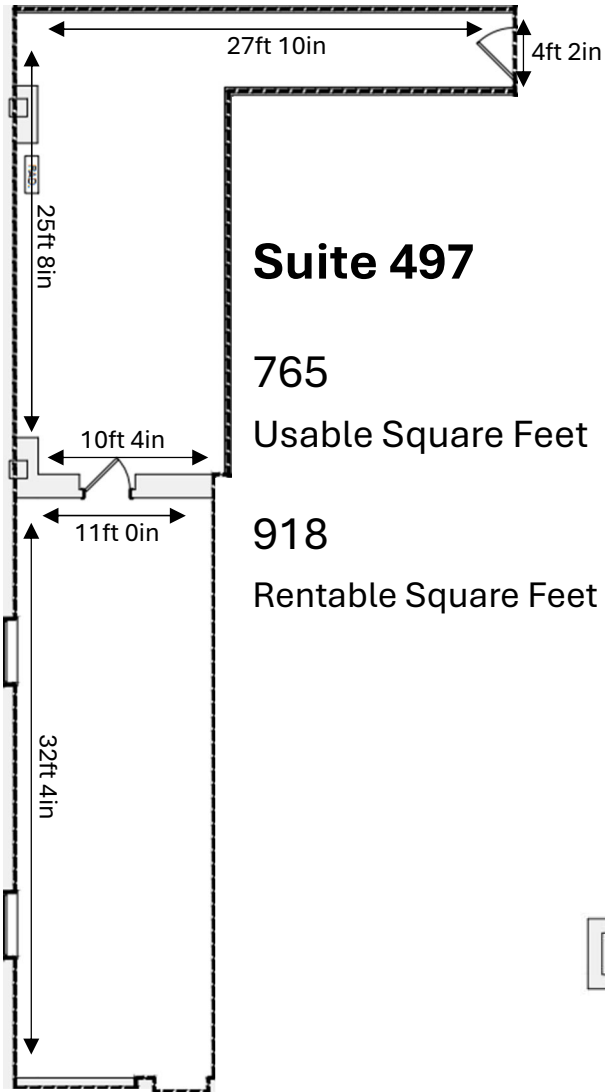 27ft 10in
4ft 2in
PAD.
25ft 8in
Suite 497
765
Usable Square Feet
10ft 4in
918
11ft 0in
Rentable Square Feet
32ft 4in